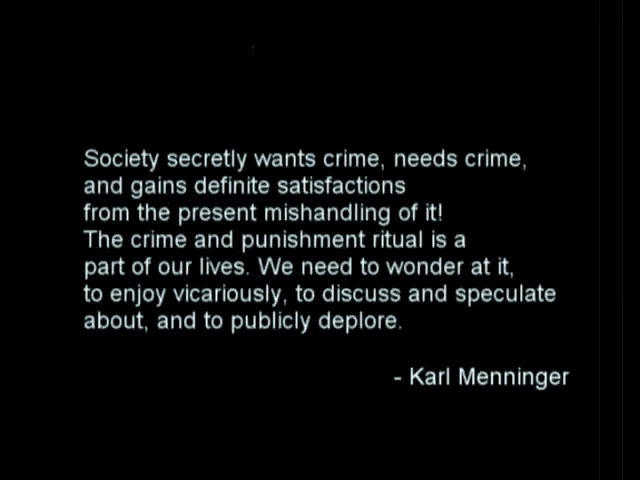 Society secretly wants crime, needs crime,
and gains definite satisfactions
from the present mishandling of it!
The crime and punishment ritual is a
part of our lives. We need to wonder at it,
to enjoy vicariously, to discuss and speculate
about, and to publicly deplore.
- Karl Menninger